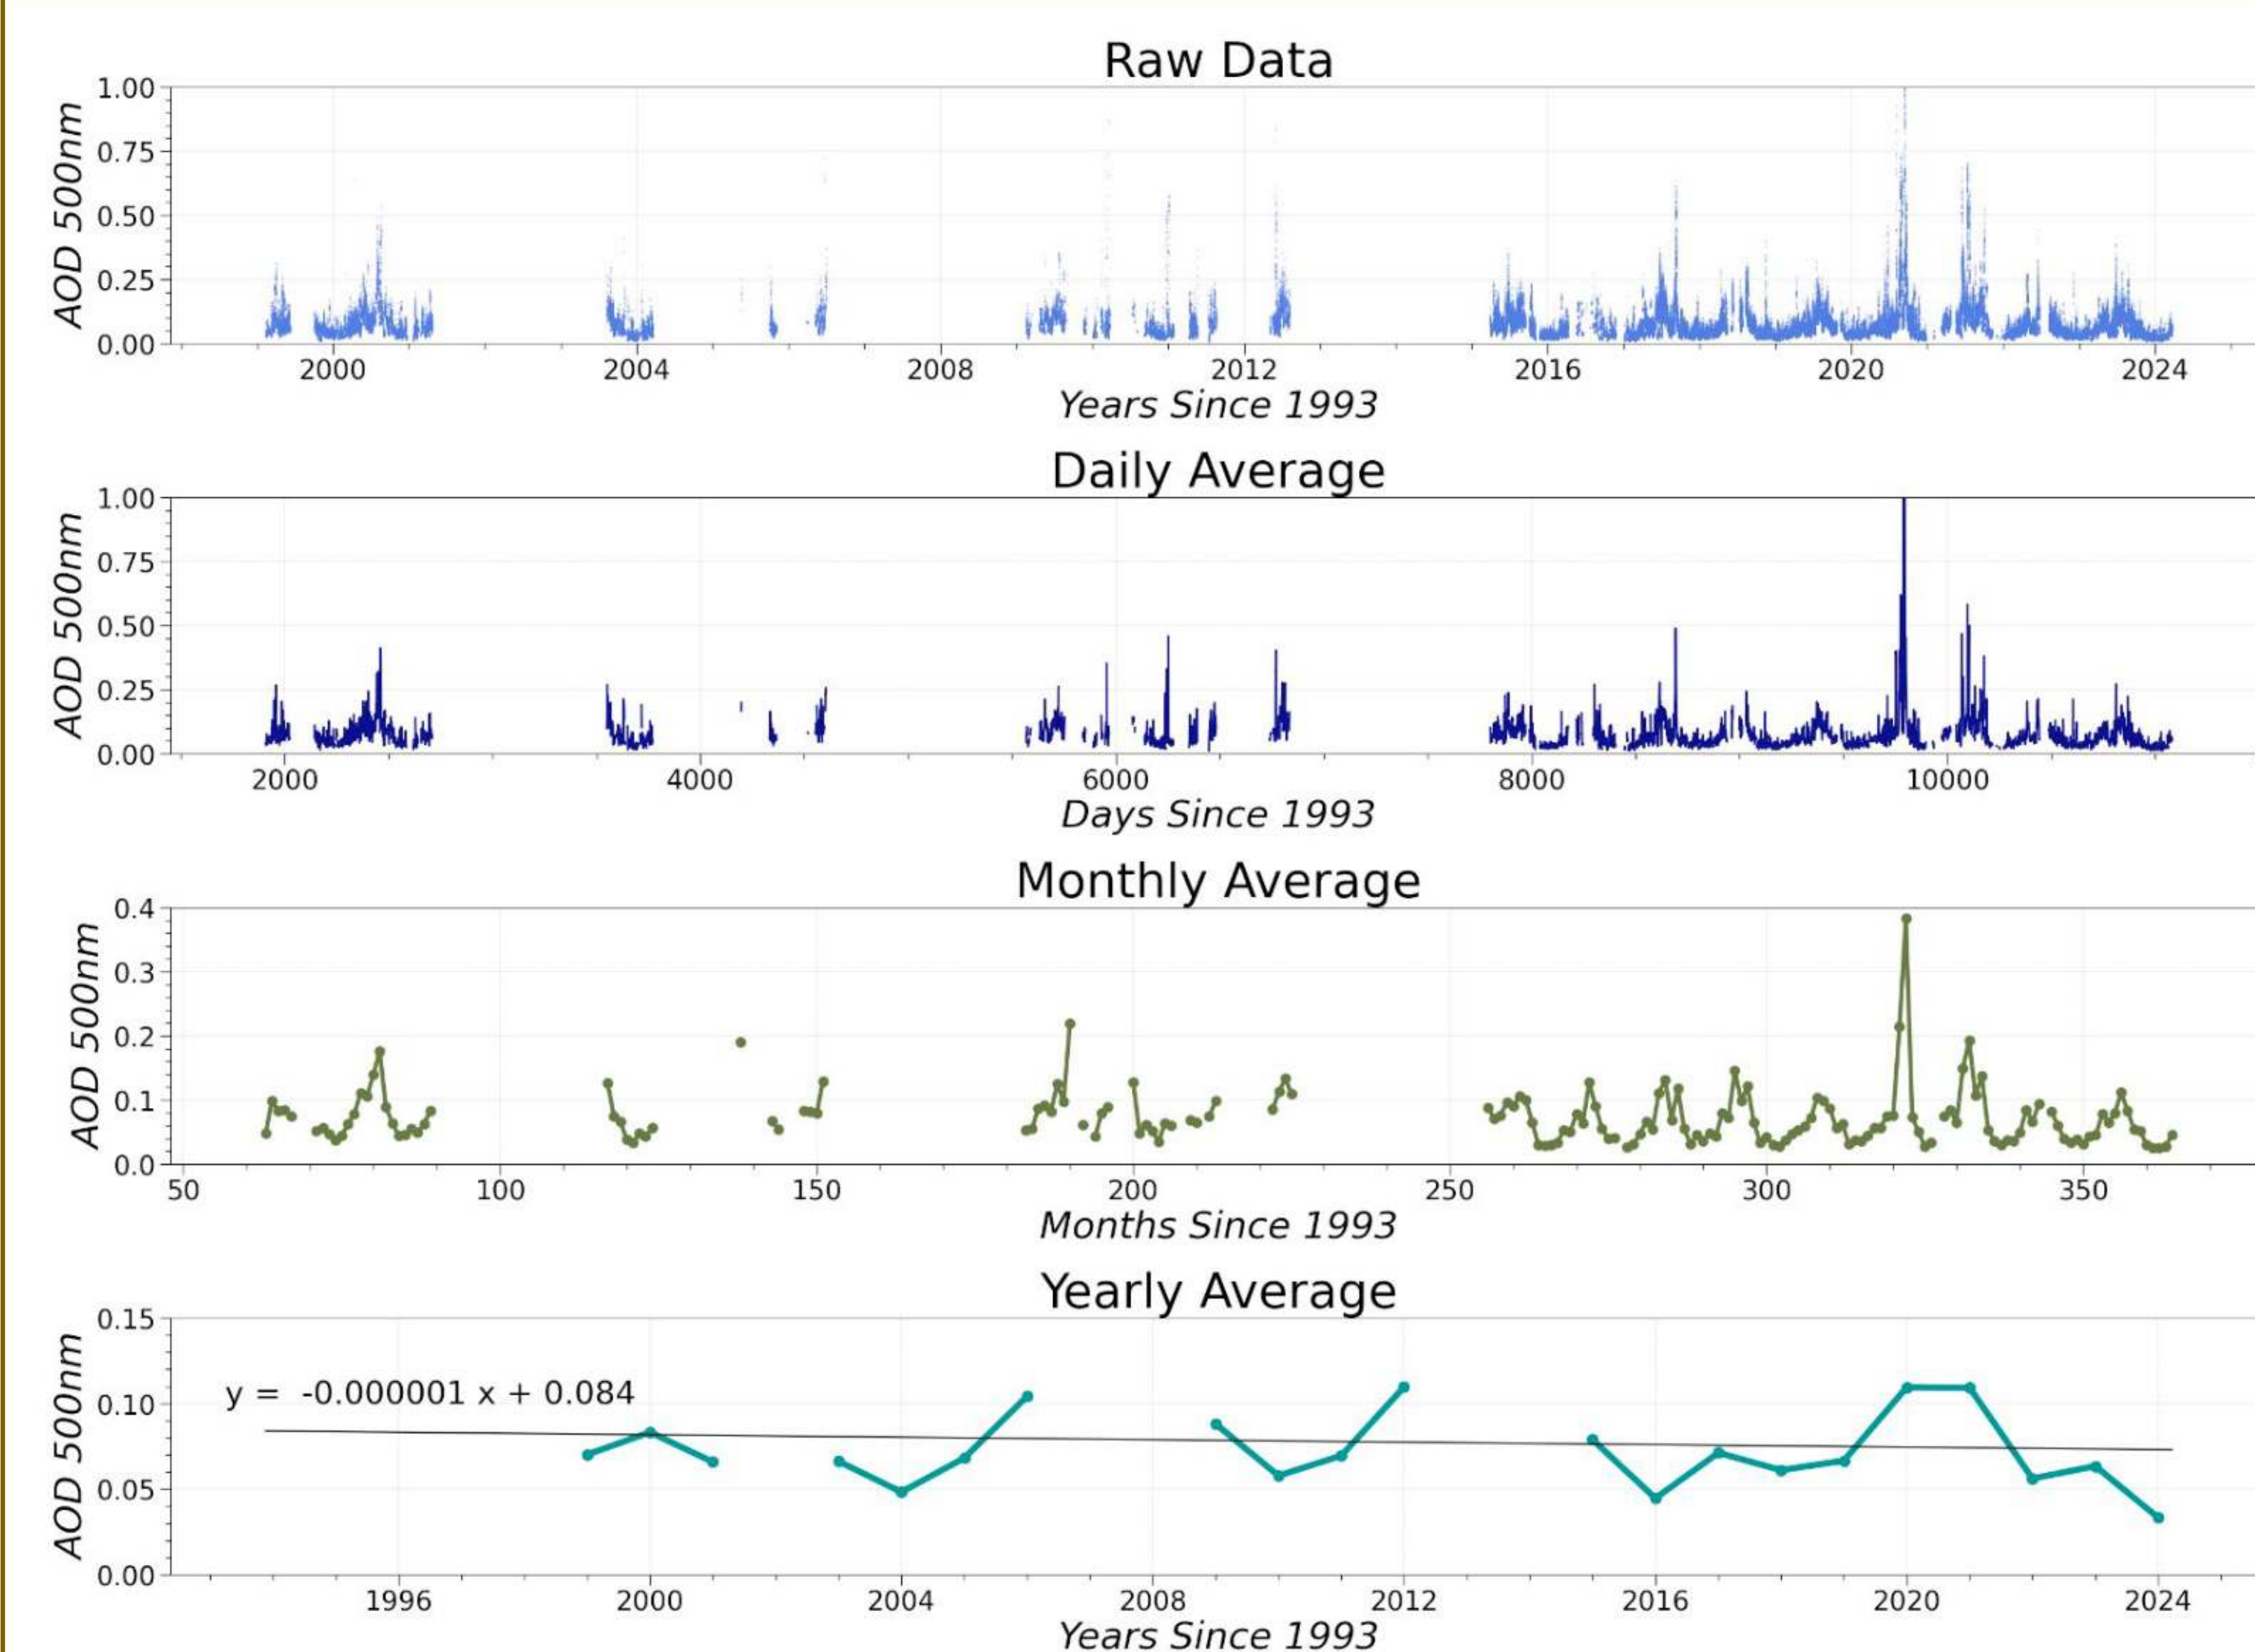 Raw Data
AOD 500nm
1.00
0.75
0.50
0.25
0.00
2000 2004 2008 2012 2016 2020 2024
Years Since 1993
Daily Average
AOD 500nm
1.00
0.75
0.50
0.25
0.00
2000 4000 6000 8000 10000
Days Since 1993
Monthly Average
AOD 500nm
0.4
0.3
0.2
0.1
0.0
50 100 150 200 250 300 350
Months Since 1993
Yearly Average
AOD 500nm
0.15
y = -0.000001 x + 0.084
0.10
0.05
0.00
1996 2000 2004 2008 2012 2016 2020 2024
Years Since 1993